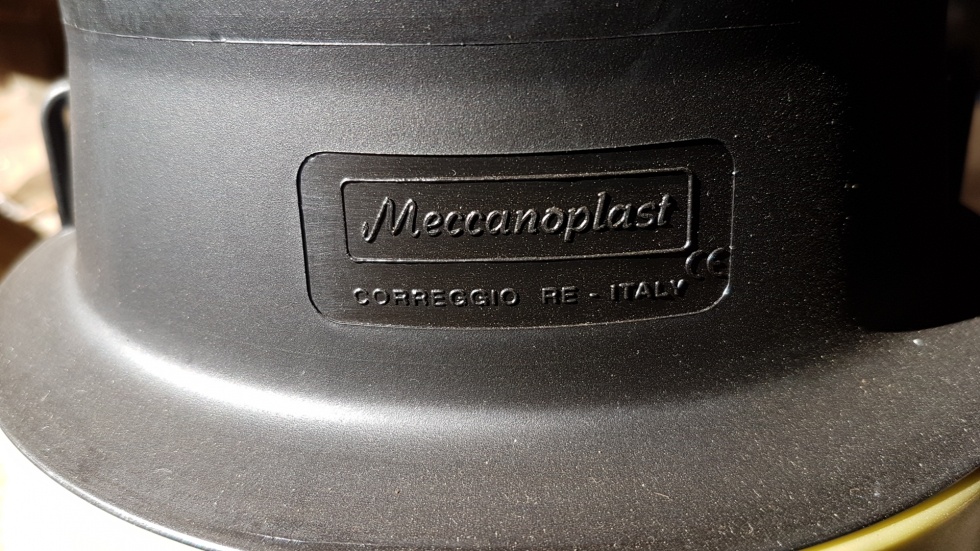 Meccanoplast
CE
CORREGGIO RE - ITALY